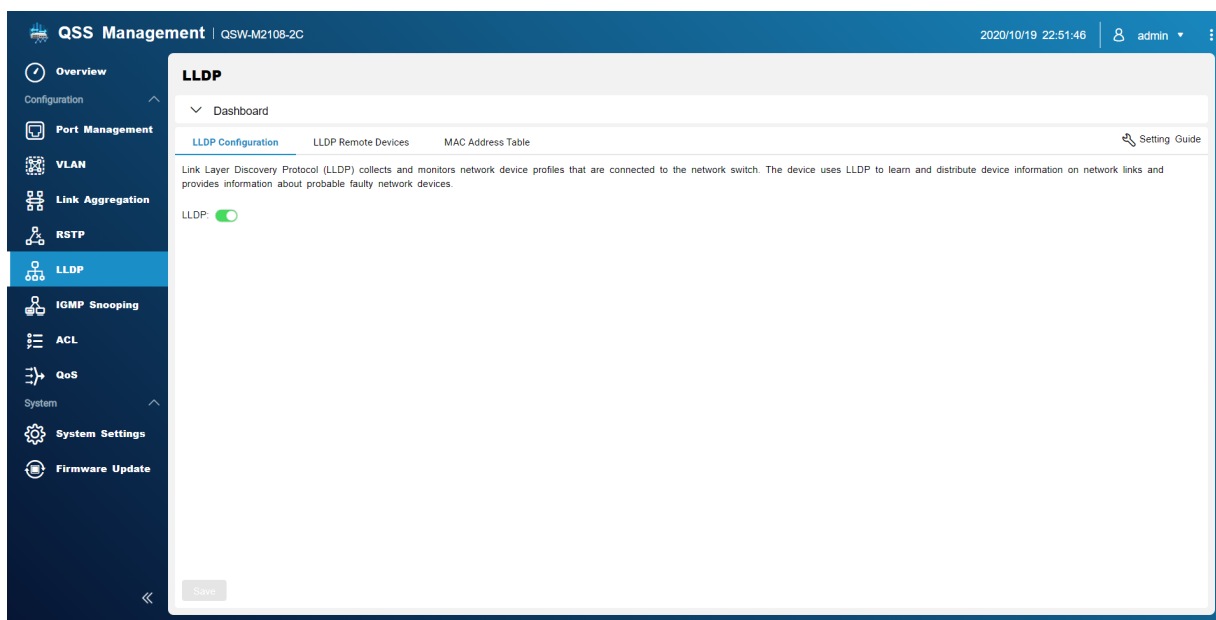 QSS Management | QSW-M2108-2C
2020/10/19 22:51:46
admin
Overview
Configuration
Port Management
VLAN
Link Aggregation
RSTP
LLDP
IGMP Snooping
ACL
QoS
System
System Settings
Firmware Update
LLDP
Dashboard
LLDP Configuration LLDP Remote Devices MAC Address Table
Setting Guide
Link Layer Discovery Protocol (LLDP) collects and monitors network device profiles that are connected to the network switch. The device uses LLDP to learn and distribute device information on network links and
provides information about probable faulty network devices.
LLDP:
Save